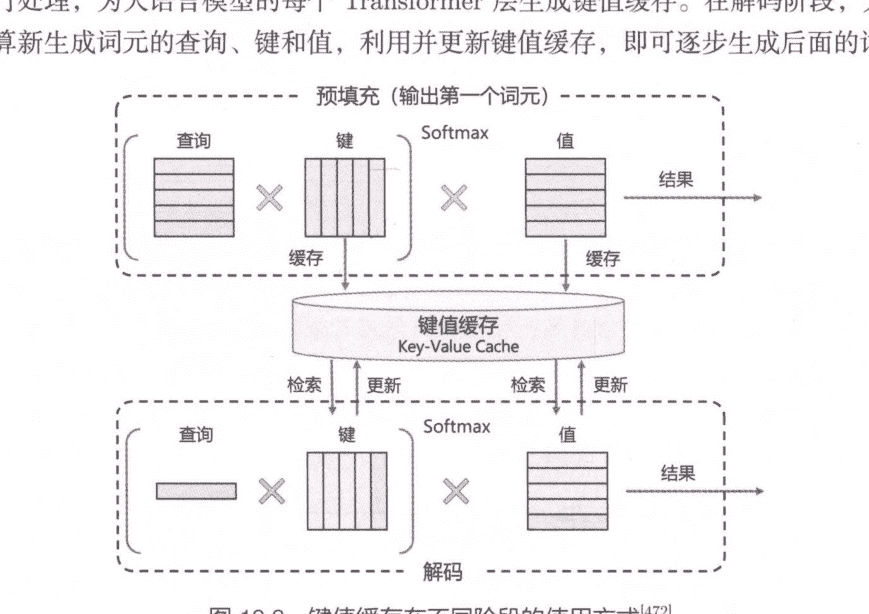 行处理，为大语言模型的每个 Transformer 层生成键值缓存。在解码阶段，
算新生成词元的查询、键和值，利用并更新键值缓存，即可逐步生成后面的
预填充（输出第一个词元）
查询 键 Softmax 值
结果
缓存 缓存
键值缓存
Key-Value Cache
检索 更新 检索 更新
查询 键 Softmax 值
结果
解码
键值缓存在不同阶段的使用方式[472]